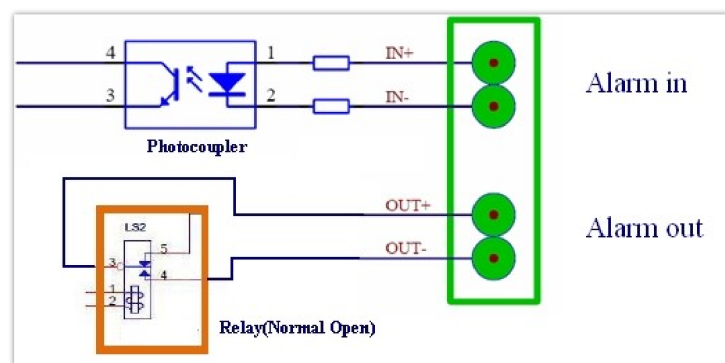 4
1
IN+
3
2
IN-
Alarm in
Photocoupler
OUT+
LS2
5
OUT-
Alarm out
3
4
1
2
Relay(Normal Open)